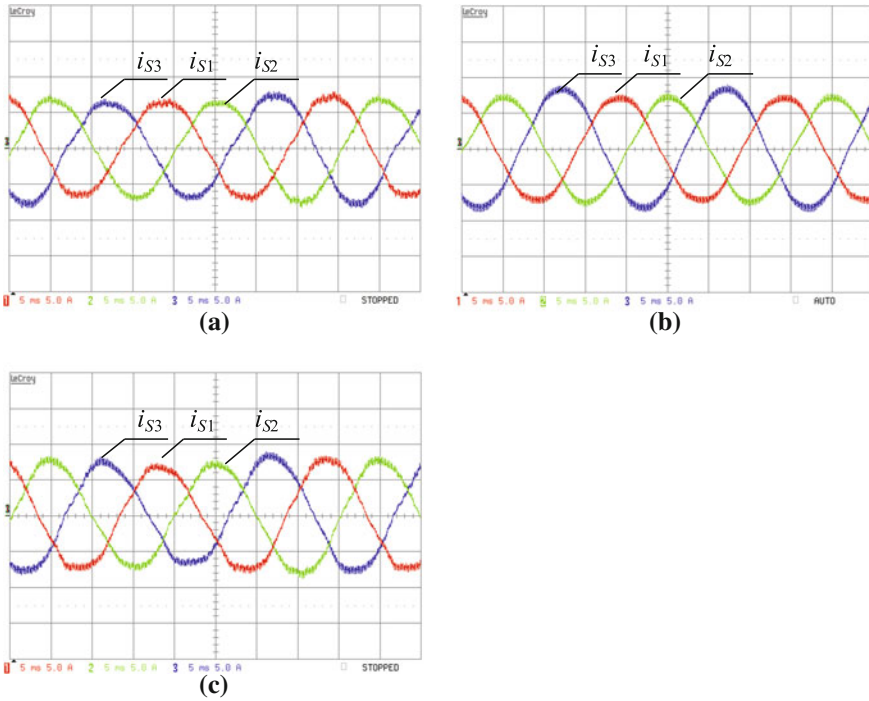 LeCroy
iS3 iS1 iS2
1 5 ms 5.0 A 2 5 ms 5.0 A 3 5 ms 5.0 A STOPPED
(a)
LeCroy
iS3 iS1 iS2
1 5 ms 5.0 A 2 5 ms 5.0 A 3 5 ms 5.0 A AUTO
(b)
LeCroy
iS3 iS1 iS2
1 5 ms 5.0 A 2 5 ms 5.0 A 3 5 ms 5.0 A STOPPED
(c)